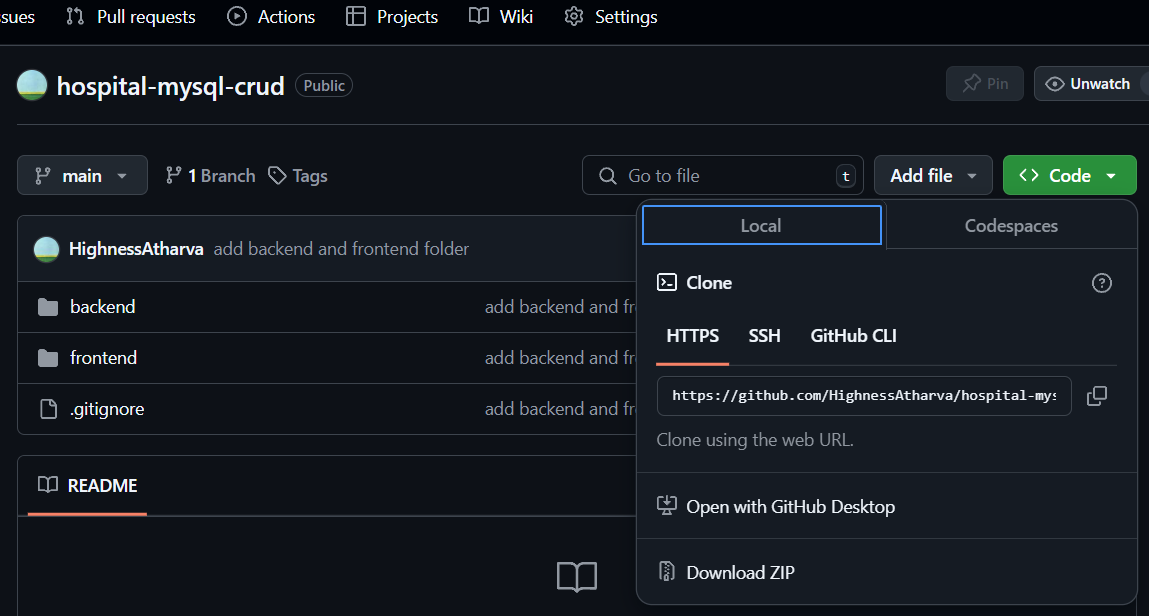 sues Pull requests Actions Projects Wiki Settings
hospital-mysql-crud Public Pin Unwatch
main 1 Branch Tags Go to file t Add file Code
Local Codespaces
HighnessAtharva add backend and frontend folder
Clone
backend add backend and fr
HTTPS SSH GitHub CLI
frontend add backend and fr
https://github.com/HighnessAtharva/hospital-mys
.gitignore add backend and fr
Clone using the web URL.
README
Open with GitHub Desktop
Download ZIP